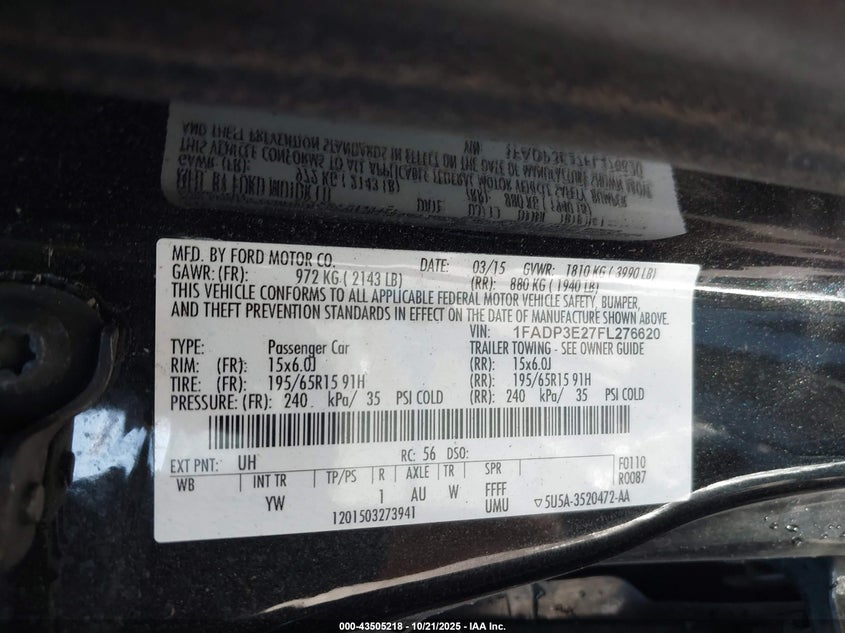 MFD. BY FORD MOTOR CO. DATE: 03/15 GVWR: 1810 KG ( 3990 LB)
GAWR: (FR): 972 KG ( 2143 LB) (RR): 880 KG ( 1940 LB)
THIS VEHICLE CONFORMS TO ALL APPLICABLE FEDERAL MOTOR VEHICLE SAFETY, BUMPER,
AND THEFT PREVENTION STANDARDS IN EFFECT ON THE DATE OF MANUFACTURE SHOWN ABOVE.
VIN: 1FADP3E27FL276620
TYPE: Passenger Car TRAILER TOWING - SEE OWNER GUIDE
RIM: (FR): 15x6.0J (RR): 15x6.0J
TIRE: (FR): 195/65R15 91H (RR): 195/65R15 91H
PRESSURE: (FR): 240 kPa/ 35 PSI COLD (RR): 240 kPa/ 35 PSI COLD
EXT PNT: UH RC: 56 DSO: F0110
WB INT TR TP/PS R AXLE TR SPR R0087
YW 1 AU W FFFF
UMU
1201503273941 ▽5U5A-3520472-AA
000-43505218 - 10/21/2025 - IAA Inc.